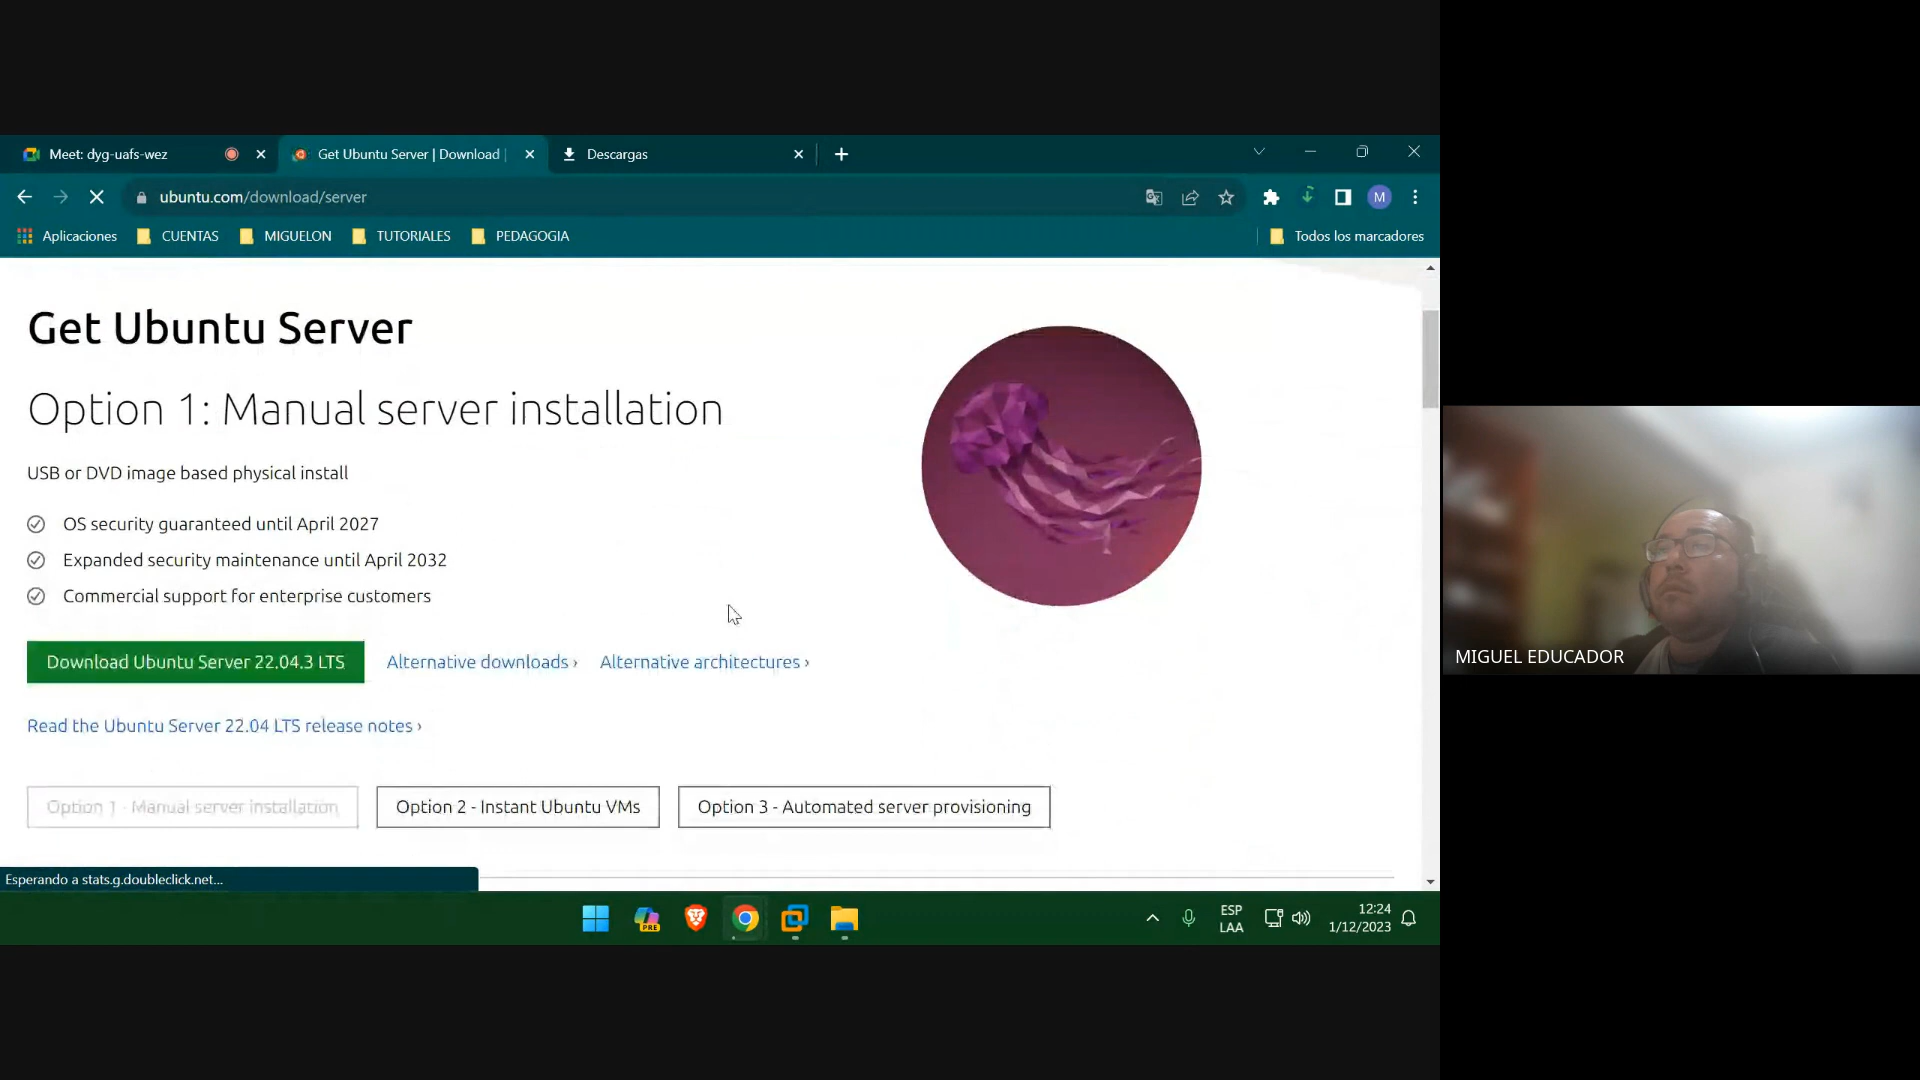 Meet: dyg-uafs-wez
Get Ubuntu Server | Download |
Descargas
ubuntu.com/download/server
M
Aplicaciones
CUENTAS
MIGUELON
TUTORIALES
PEDAGOGIA
Todos los marcadores
Get Ubuntu Server
Option 1: Manual server installation
USB or DVD image based physical install
OS security guaranteed until April 2027
Expanded security maintenance until April 2032
Commercial support for enterprise customers
Download Ubuntu Server 22.04.3 LTS
Alternative downloads ›
Alternative architectures ›
Read the Ubuntu Server 22.04 LTS release notes ›
Option 1 - Manual server installation
Option 2 - Instant Ubuntu VMs
Option 3 - Automated server provisioning
Esperando a stats.g.doubleclick.net...
PRE
ESP
LAA
12:24
1/12/2023
MIGUEL EDUCADOR